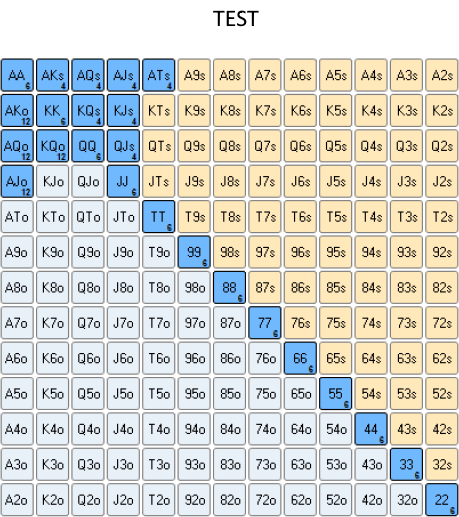 TEST
AA 6 AKs 4 AQs 4 AJs 4 ATs 4 A9s A8s A7s A6s A5s A4s A3s A2s
AKo 12 KK 6 KQs 4 KJs 4 KTs K9s K8s K7s K6s K5s K4s K3s K2s
AQo 12 KQo 12 QQ 6 QJs 4 QTs Q9s Q8s Q7s Q6s Q5s Q4s Q3s Q2s
AJo 12 KJo QJo JJ 6 JTs J9s J8s J7s J6s J5s J4s J3s J2s
ATo KTo QTo JTo TT 6 T9s T8s T7s T6s T5s T4s T3s T2s
A9o K9o Q9o J9o T9o 99 6 98s 97s 96s 95s 94s 93s 92s
A8o K8o Q8o J8o T8o 98o 88 6 87s 86s 85s 84s 83s 82s
A7o K7o Q7o J7o T7o 97o 87o 77 6 76s 75s 74s 73s 72s
A6o K6o Q6o J6o T6o 96o 86o 76o 66 6 65s 64s 63s 62s
A5o K5o Q5o J5o T5o 95o 85o 75o 65o 55 6 54s 53s 52s
A4o K4o Q4o J4o T4o 94o 84o 74o 64o 54o 44 6 43s 42s
A3o K3o Q3o J3o T3o 93o 83o 73o 63o 53o 43o 33 6 32s
A2o K2o Q2o J2o T2o 92o 82o 72o 62o 52o 42o 32o 22 6